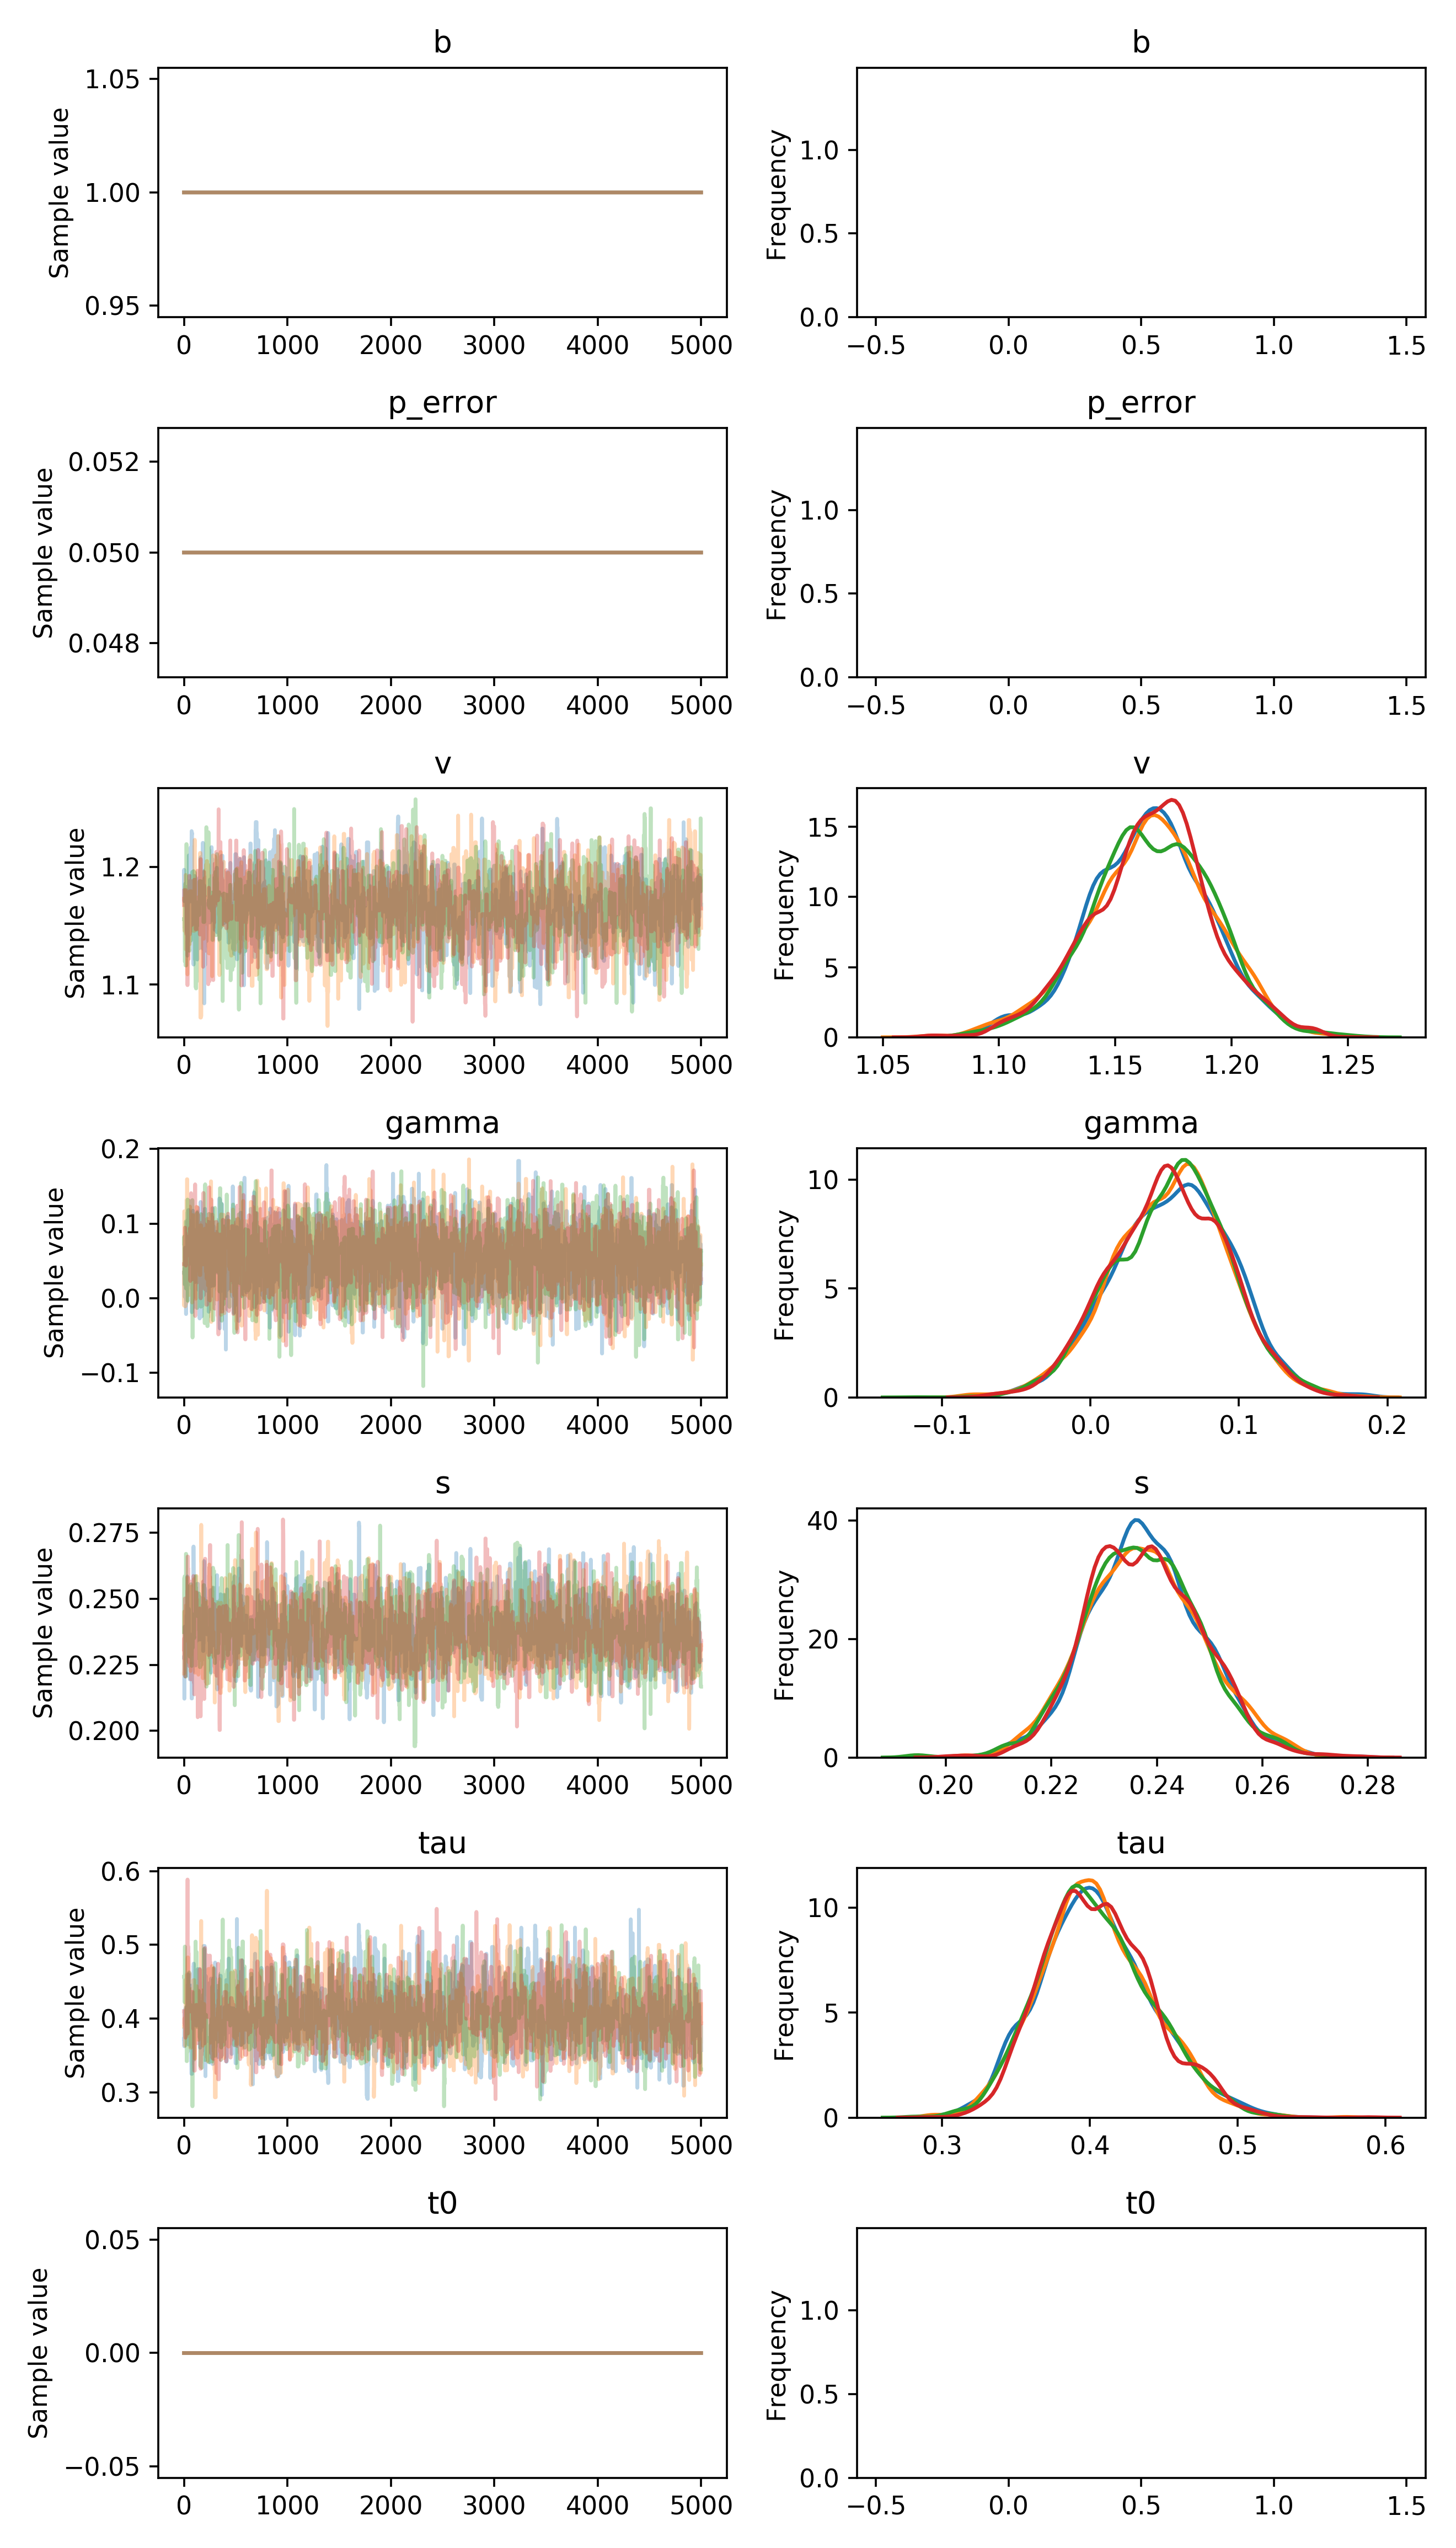 b
b
1.05
1.00
0.95
Sample value
0 1000 2000 3000 4000 5000
1.0
0.5
0.0
Frequency
−0.5 0.0 0.5 1.0 1.5
p_error
p_error
0.052
0.050
0.048
Sample value
0 1000 2000 3000 4000 5000
1.0
0.5
0.0
Frequency
−0.5 0.0 0.5 1.0 1.5
v
v
1.2
1.1
Sample value
0 1000 2000 3000 4000 5000
15
10
5
0
Frequency
1.05 1.10 1.15 1.20 1.25
gamma
gamma
0.2
0.1
0.0
−0.1
Sample value
0 1000 2000 3000 4000 5000
10
5
0
Frequency
−0.1 0.0 0.1 0.2
s
s
0.275
0.250
0.225
0.200
Sample value
0 1000 2000 3000 4000 5000
40
20
0
Frequency
0.20 0.22 0.24 0.26 0.28
tau
tau
0.6
0.5
0.4
0.3
Sample value
0 1000 2000 3000 4000 5000
10
5
0
Frequency
0.3 0.4 0.5 0.6
t0
t0
0.05
0.00
−0.05
Sample value
0 1000 2000 3000 4000 5000
1.0
0.5
0.0
Frequency
−0.5 0.0 0.5 1.0 1.5